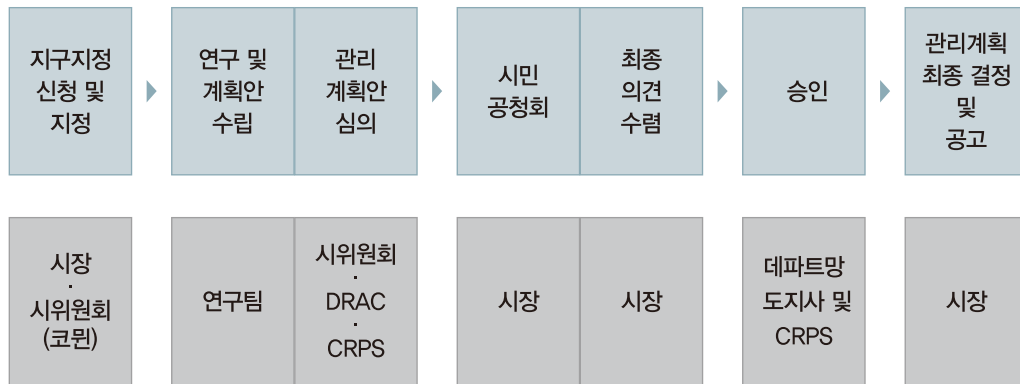 지구지정
신청 및
지정
연구 및
계획안
수립
관리
계획안
심의
시민
공청회
최종
의견
수렴
승인
관리계획
최종 결정
및
공고
시장
·
시위원회
(코뮌)
연구팀
시위원회
·
DRAC
·
CRPS
시장
시장
데파트망
도지사 및
CRPS
시장